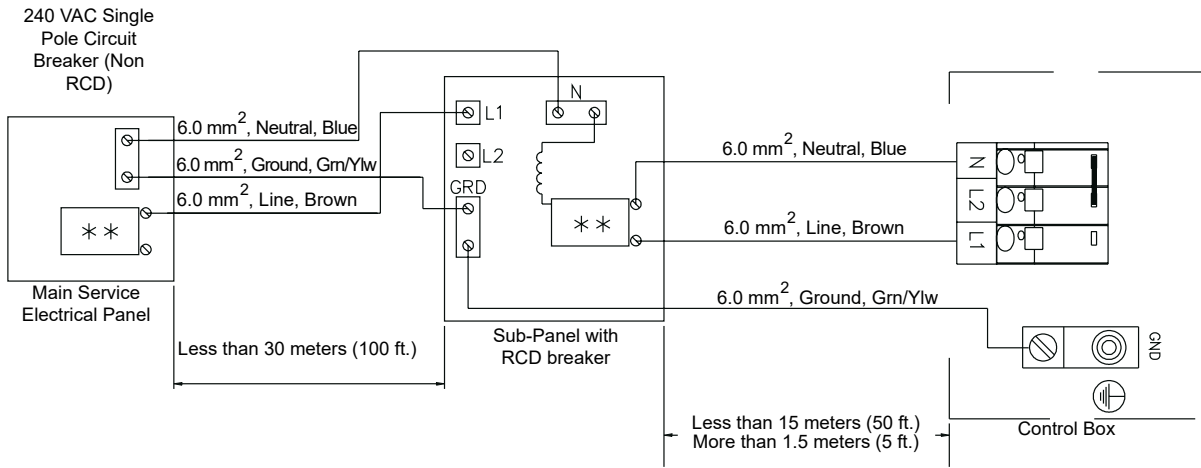 240 VAC Single
Pole Circuit
Breaker (Non
RCD)
6.0 mm², Neutral, Blue
6.0 mm², Ground, Grn/Ylw
6.0 mm², Line, Brown
**
Main Service
Electrical Panel
Less than 30 meters (100 ft.)
N
L1
L2
GRD
**
Sub-Panel with
RCD breaker
6.0 mm², Neutral, Blue
6.0 mm², Line, Brown
6.0 mm², Ground, Grn/Ylw
Less than 15 meters (50 ft.)
More than 1.5 meters (5 ft.)
N
L2
L1
GND
Control Box